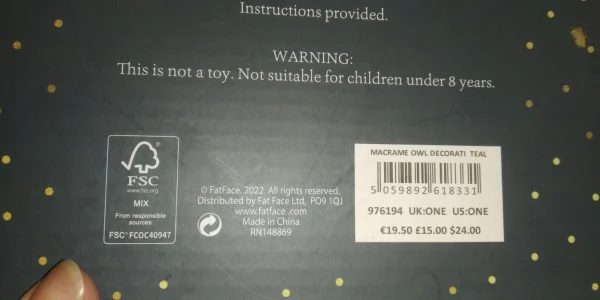 Instructions provided.
WARNING:
This is not a toy. Not suitable for children under 8 years.
FSC
www.fsc.org
MIX
From responsible
sources
FSC® FCOC40947
© FatFace. 2022. All rights reserved.
Distributed by Fat Face Ltd, PO9 1QJ
www.fatface .com
Made in China
RN148869
MACRAME OWL DECORATI TEAL
5 059892 618331
976194 UK:ONE US:ONE
€19.50 £15.00 $24.00